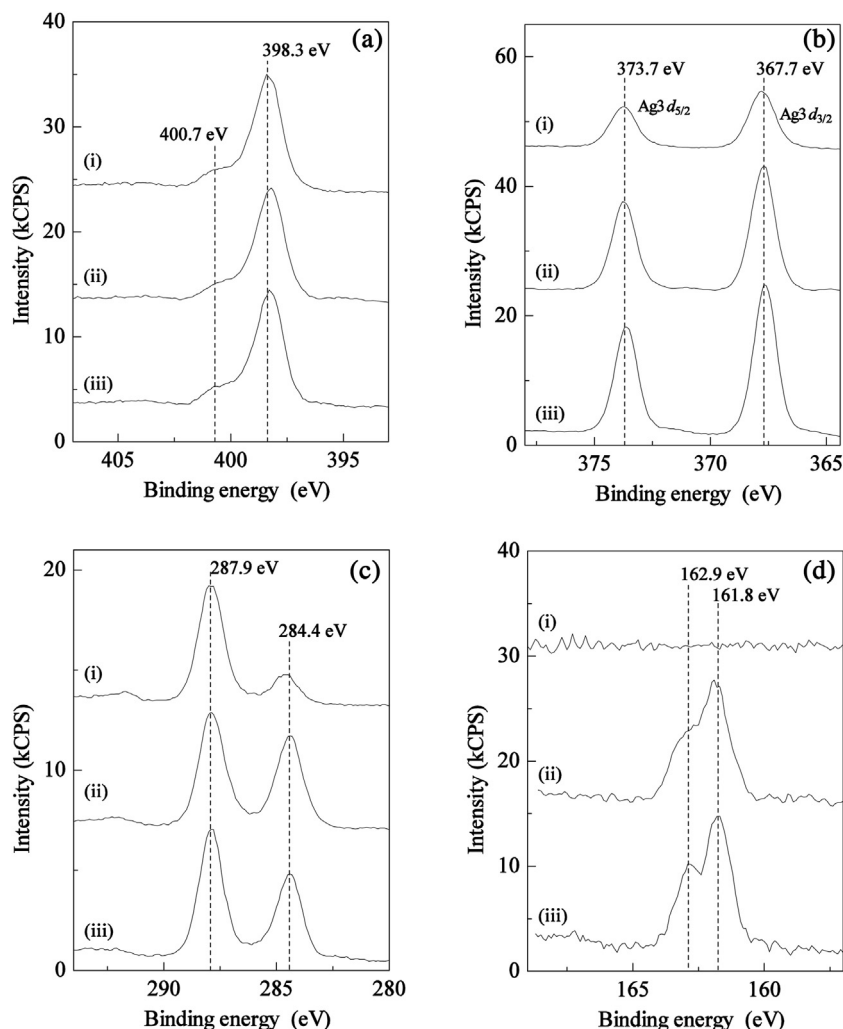 (a)
398.3 eV
400.7 eV
(i)
(ii)
(iii)
40
30
20
10
0
405
400
395
Intensity (kCPS)
Binding energy (eV)
(b)
373.7 eV
367.7 eV
Ag3d5/2
Ag3d3/2
(i)
(ii)
(iii)
60
40
20
0
375
370
365
Intensity (kCPS)
Binding energy (eV)
(c)
287.9 eV
284.4 eV
(i)
(ii)
(iii)
20
10
0
290
285
280
Intensity (kCPS)
Binding energy (eV)
(d)
162.9 eV
161.8 eV
(i)
(ii)
(iii)
40
30
20
10
0
165
160
Intensity (kCPS)
Binding energy (eV)